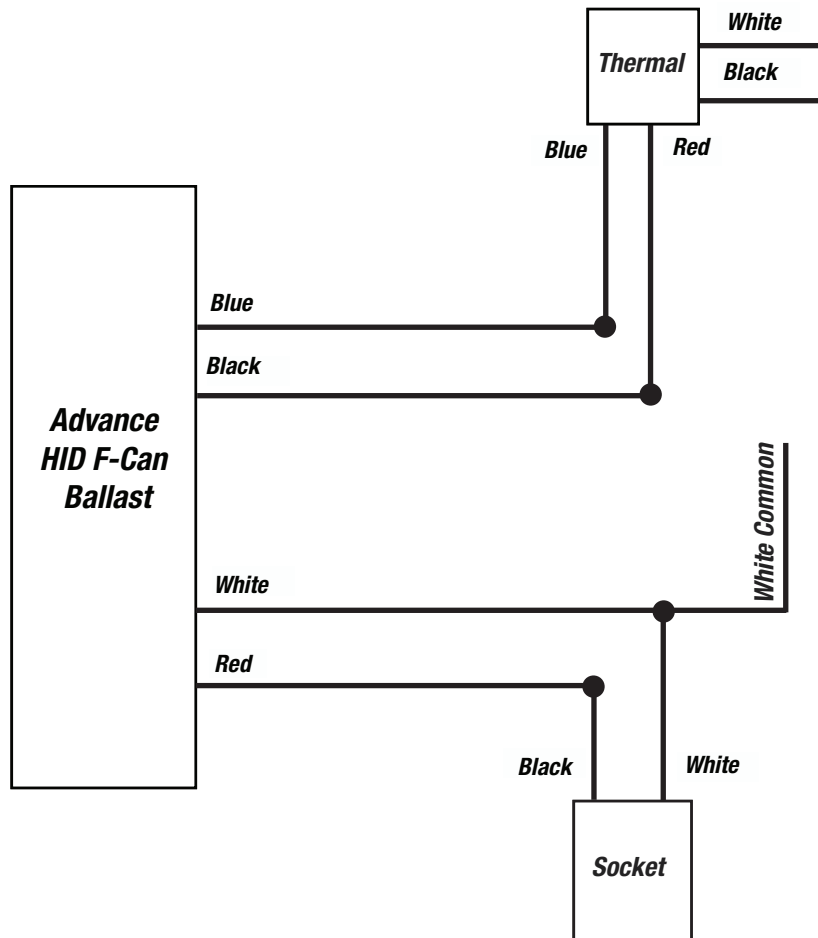 White
Thermal
Black
Blue
Red
Blue
Black
Advance
HID F-Can
Ballast
White Common
White
Red
Black
White
Socket